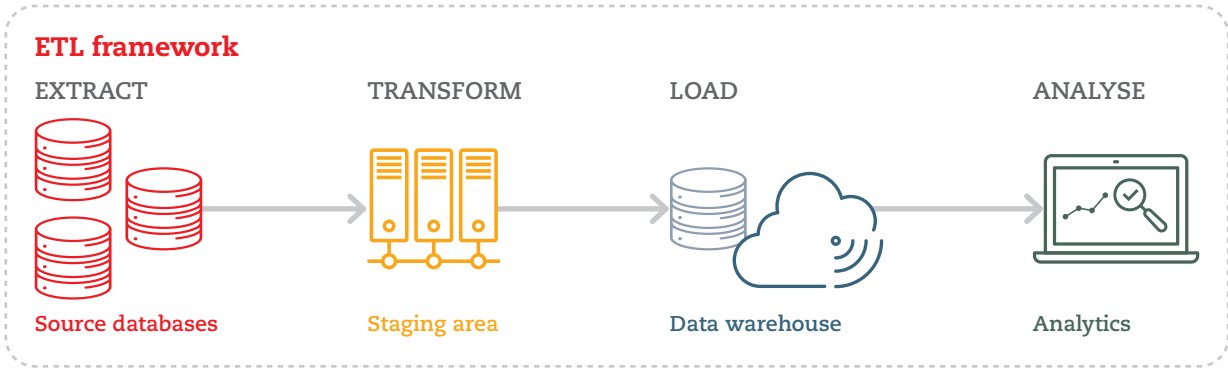 ETL framework
EXTRACT
TRANSFORM
LOAD
ANALYSE
Source databases
Staging area
Data warehouse
Analytics